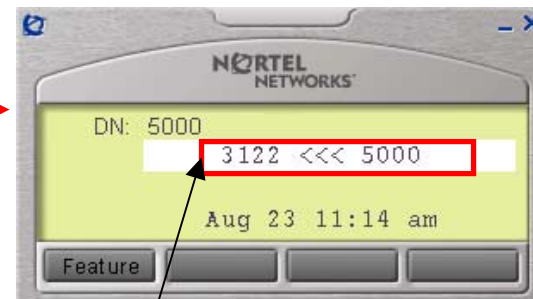 NORTEL
NETWORKS
DN: 5000
3122 <<< 5000
Aug 23 11:14 am
Feature